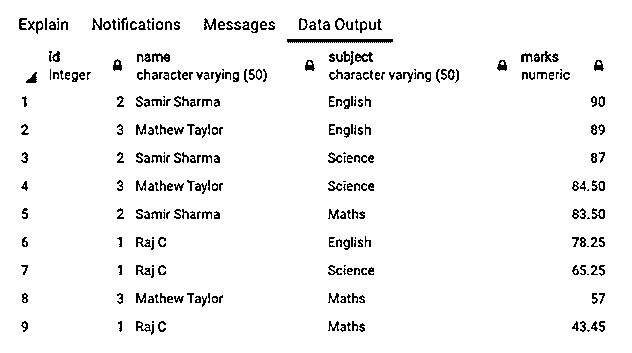 Explain Notifications Messages Data Output
id name subject marks
Integer character varying (50) character varying (50) numeric
1 2 Samir Sharma English 90
2 3 Mathew Taylor English 89
3 2 Samir Sharma Science 87
4 3 Mathew Taylor Science 84.50
5 2 Samir Sharma Maths 83.50
6 1 Raj C English 78.25
7 1 Raj C Science 65.25
8 3 Mathew Taylor Maths 57
9 1 Raj C Maths 43.45